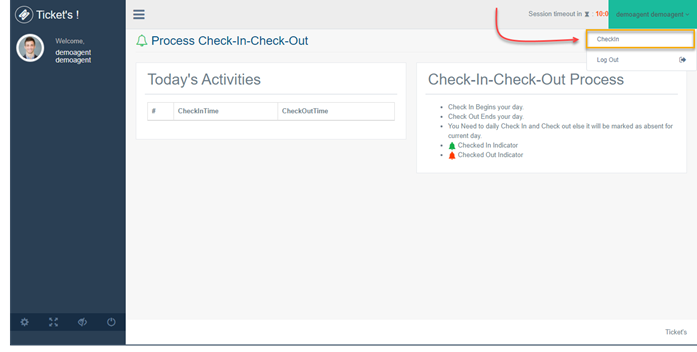 Ticket's !
Session timeout in : 10:0
demoagent demoagent
Welcome,
demoagent
demoagent
Process Check-In-Check-Out
CheckIn
Log Out
Today's Activities
# CheckInTime CheckOutTime
Check-In-Check-Out Process
Check In Begins your day.
Check Out Ends your day.
You Need to daily Check In and Check out else it will be marked as absent for
current day.
Checked In Indicator
Checked Out Indicator
Ticket's